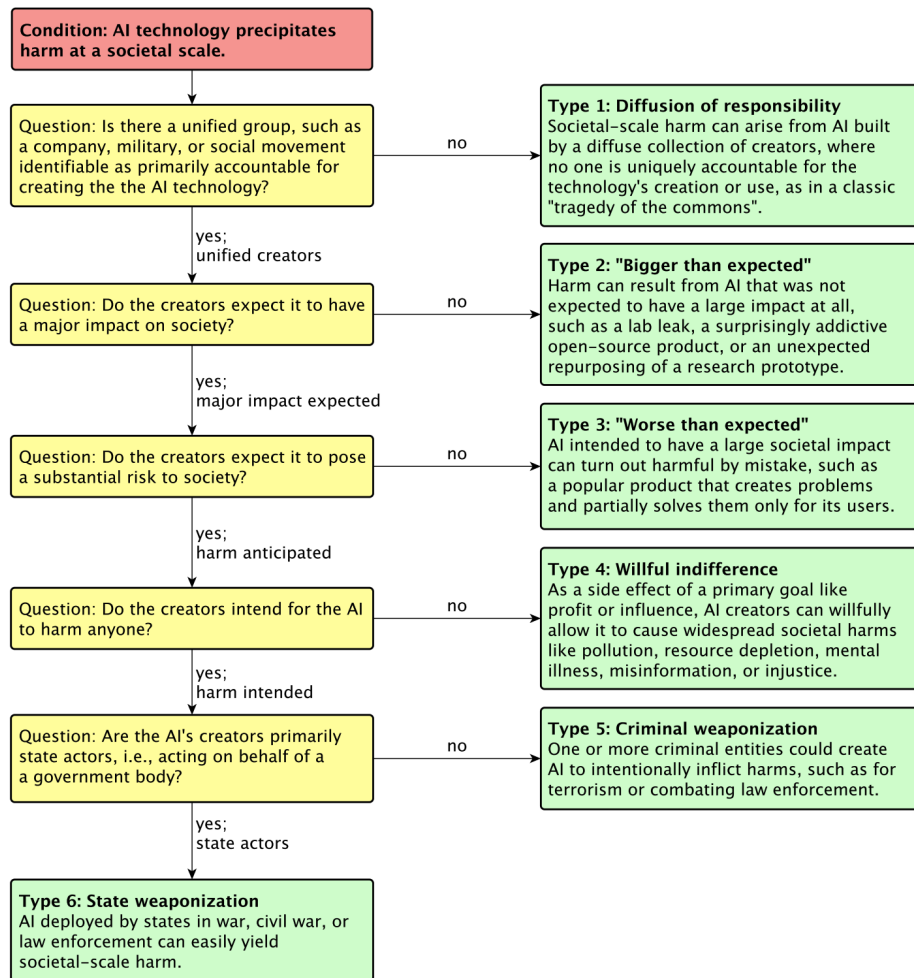 Condition: AI technology precipitates
harm at a societal scale.
Question: Is there a unified group, such as
a company, military, or social movement
identifiable as primarily accountable for
creating the the AI technology?
no
Type 1: Diffusion of responsibility
Societal-scale harm can arise from AI built
by a diffuse collection of creators, where
no one is uniquely accountable for the
technology's creation or use, as in a classic
"tragedy of the commons".
yes;
unified creators
Question: Do the creators expect it to have
a major impact on society?
no
Type 2: "Bigger than expected"
Harm can result from AI that was not
expected to have a large impact at all,
such as a lab leak, a surprisingly addictive
open-source product, or an unexpected
repurposing of a research prototype.
yes;
major impact expected
Question: Do the creators expect it to pose
a substantial risk to society?
no
Type 3: "Worse than expected"
AI intended to have a large societal impact
can turn out harmful by mistake, such as
a popular product that creates problems
and partially solves them only for its users.
yes;
harm anticipated
Question: Do the creators intend for the AI
to harm anyone?
no
Type 4: Willful indifference
As a side effect of a primary goal like
profit or influence, AI creators can willfully
allow it to cause widespread societal harms
like pollution, resource depletion, mental
illness, misinformation, or injustice.
yes;
harm intended
Question: Are the AI's creators primarily
state actors, i.e., acting on behalf of a
a government body?
no
Type 5: Criminal weaponization
One or more criminal entities could create
AI to intentionally inflict harms, such as for
terrorism or combating law enforcement.
yes;
state actors
Type 6: State weaponization
AI deployed by states in war, civil war, or
law enforcement can easily yield
societal-scale harm.